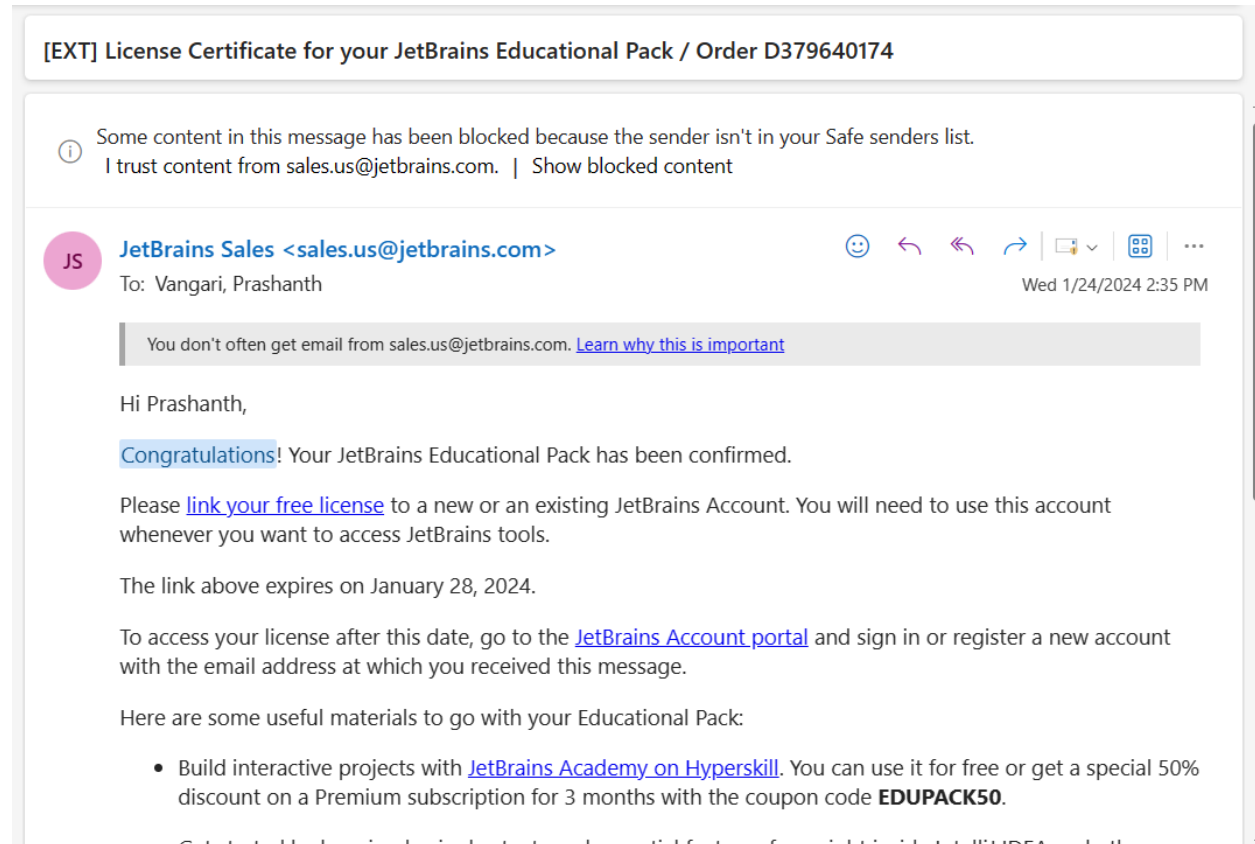 [EXT] License Certificate for your JetBrains Educational Pack / Order D379640174
Some content in this message has been blocked because the sender isn't in your Safe senders list.
I trust content from sales.us@jetbrains.com. | Show blocked content
JS
JetBrains Sales <sales.us@jetbrains.com>
To: Vangari, Prashanth
Wed 1/24/2024 2:35 PM
You don't often get email from sales.us@jetbrains.com. Learn why this is important
Hi Prashanth,
Congratulations! Your JetBrains Educational Pack has been confirmed.
Please link your free license to a new or an existing JetBrains Account. You will need to use this account
whenever you want to access JetBrains tools.
The link above expires on January 28, 2024.
To access your license after this date, go to the JetBrains Account portal and sign in or register a new account
with the email address at which you received this message.
Here are some useful materials to go with your Educational Pack:
• Build interactive projects with JetBrains Academy on Hyperskill. You can use it for free or get a special 50%
discount on a Premium subscription for 3 months with the coupon code EDUPACK50.